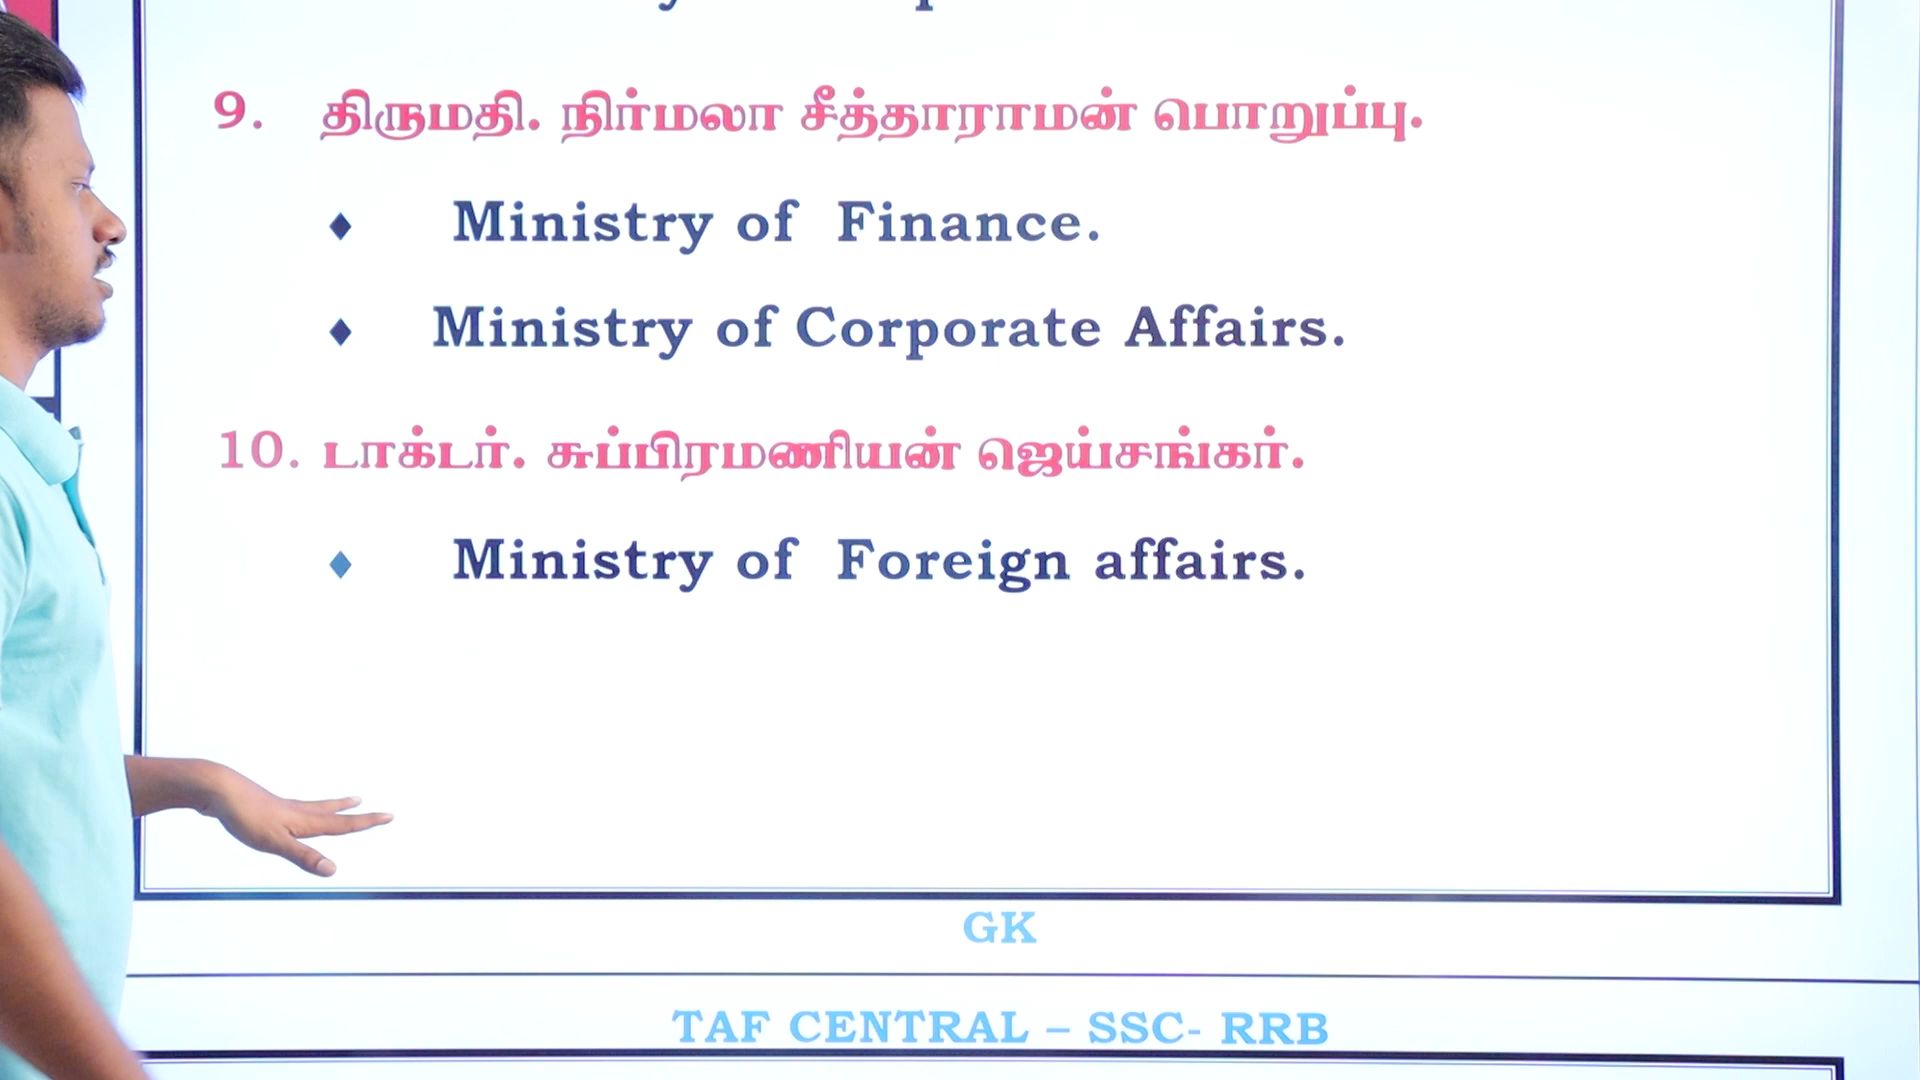 9. திருமதி. நிர்மலா சீத்தாராமன் பொறுப்பு.
♦ Ministry of Finance.
♦ Ministry of Corporate Affairs.
10. டாக்டர். சுப்பிரமணியன் ஜெய்சங்கர்.
♦ Ministry of Foreign affairs.
GK
TAF CENTRAL – SSC- RRB